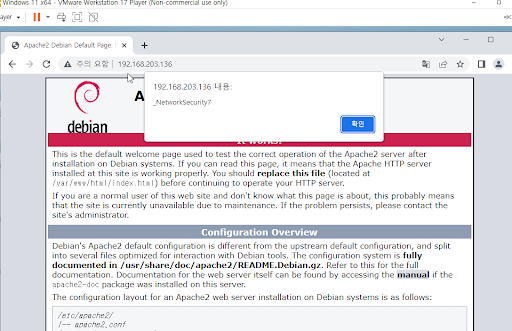 Windows 11 x64 - VMware Workstation 17 Player (Non-commercial use only)
Apache2 Debian Default Page:
주의 요함 | 192.168.203.136
192.168.203.136 내용:
_NetworkSecurity7
확인
debian
It works!
This is the default welcome page used to test the correct operation of the Apache2 server after
installation on Debian systems. If you can read this page, it means that the Apache HTTP server
installed at this site is working properly. You should replace this file (located at
/var/www/html/index.html) before continuing to operate your HTTP server.
If you are a normal user of this web site and don't know what this page is about, this probably means
that the site is currently unavailable due to maintenance. If the problem persists, please contact the
site's administrator.
Configuration Overview
Debian's Apache2 default configuration is different from the upstream default configuration, and split
into several files optimized for interaction with Debian tools. The configuration system is fully
documented in /usr/share/doc/apache2/README.Debian.gz. Refer to this for the full
documentation. Documentation for the web server itself can be found by accessing the manual if the
apache2-doc package was installed on this server.
The configuration layout for an Apache2 web server installation on Debian systems is as follows:
/etc/apache2/
|-- apache2.conf